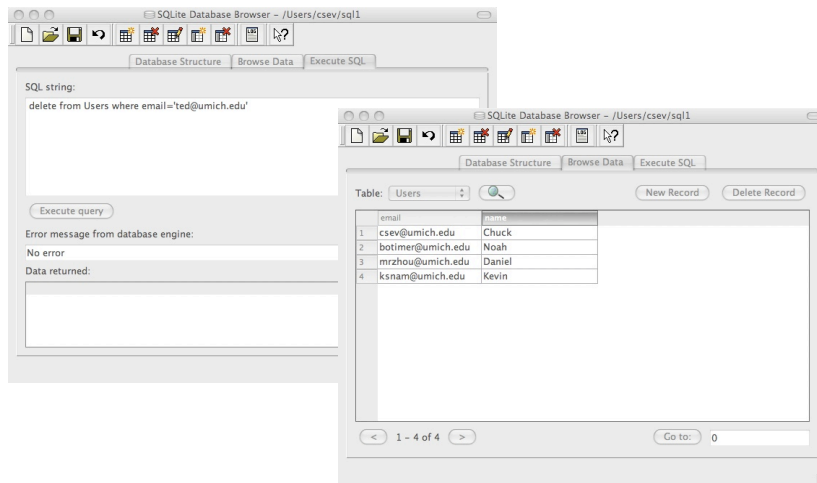 SQLite Database Browser - /Users/csev/sql1
LOG
?
Database Structure Browse Data Execute SQL
SQL string:
delete from Users where email='ted@umich.edu'
Execute query
Error message from database engine:
No error
Data returned:
SQLite Database Browser - /Users/csev/sql1
LOG
?
Database Structure Browse Data Execute SQL
Table: Users New Record Delete Record
email name
1 csev@umich.edu Chuck
2 botimer@umich.edu Noah
3 mrzhou@umich.edu Daniel
4 ksnam@umich.edu Kevin
< 1 - 4 of 4 > Go to: 0